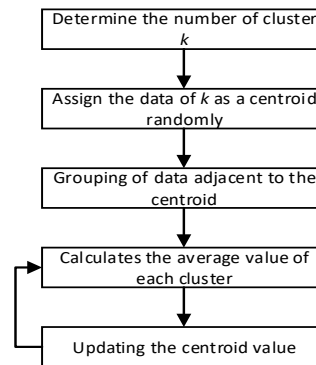 Determine the number of cluster
k
Assign the data of k as a centroid
randomly
Grouping of data adjacent to the
centroid
Calculates the average value of
each cluster
Updating the centroid value